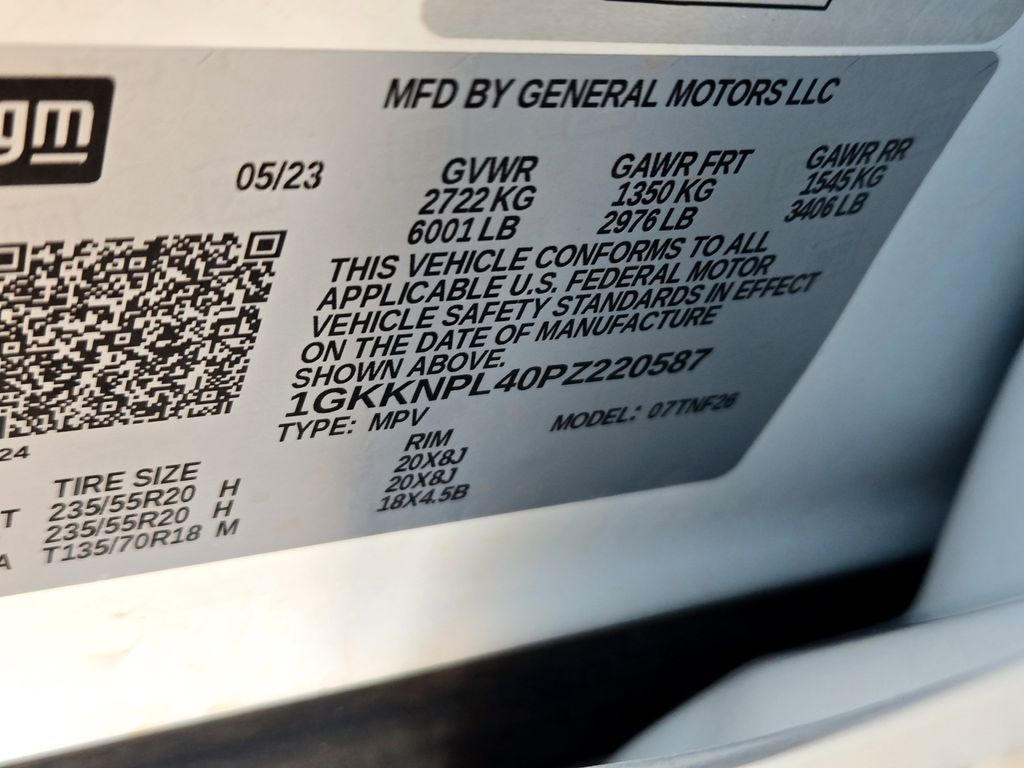 gm
MFD BY GENERAL MOTORS LLC
05/23
GVWR
2722 KG
6001 LB
GAWR FRT
1350 KG
2976 LB
GAWR RR
1545 KG
3406 LB
THIS VEHICLE CONFORMS TO ALL
APPLICABLE U.S. FEDERAL MOTOR
VEHICLE SAFETY STANDARDS IN EFFECT
ON THE DATE OF MANUFACTURE
SHOWN ABOVE.
1GKKNPL40PZ220587
TYPE: MPV
MODEL: 07TNF26
24
TIRE SIZE
RIM
T 235/55R20 H 20X8J
235/55R20 H 20X8J
A T135/70R18 M 18X4.5B